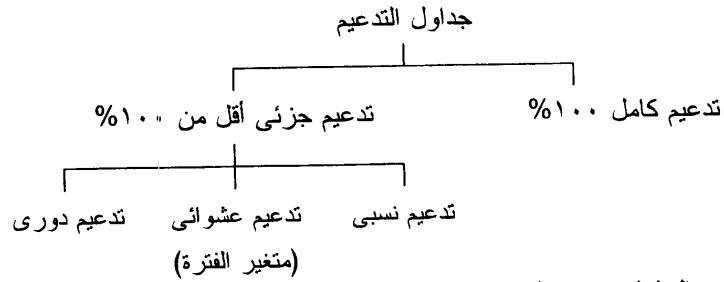 جداول التدعيم
تدعيم كامل ١٠٠%
تدعيم جزئى أقل من ١٠٠%
تدعيم نسبى
تدعيم عشوائى
(متغير الفترة)
تدعيم دورى